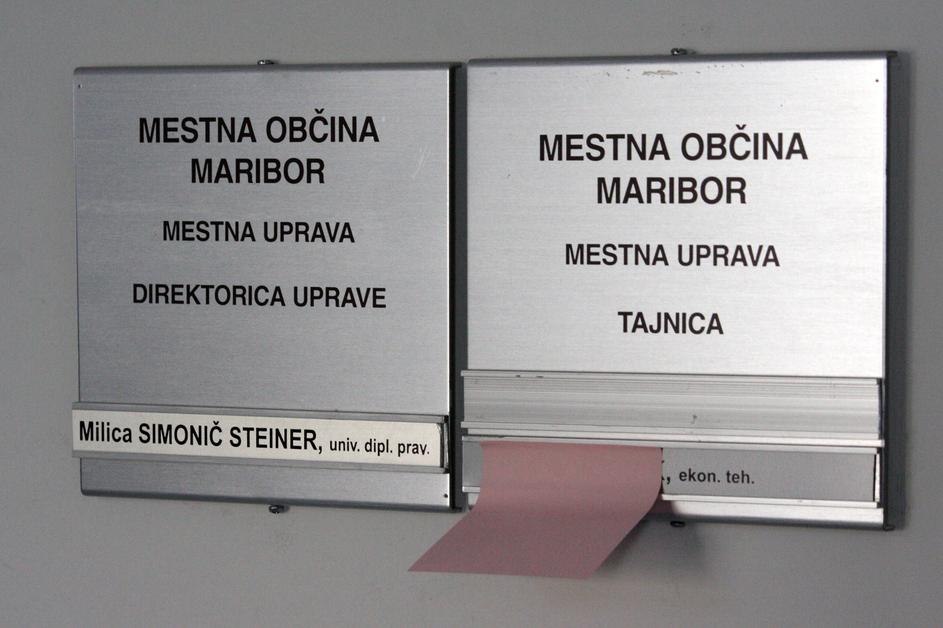 MESTNA OBČINA
MARIBOR
MESTNA UPRAVA
DIREKTORICA UPRAVE
Milica SIMONIČ STEINER, univ. dipl. prav.
MESTNA OBČINA
MARIBOR
MESTNA UPRAVA
TAJNICA
ekon. teh.